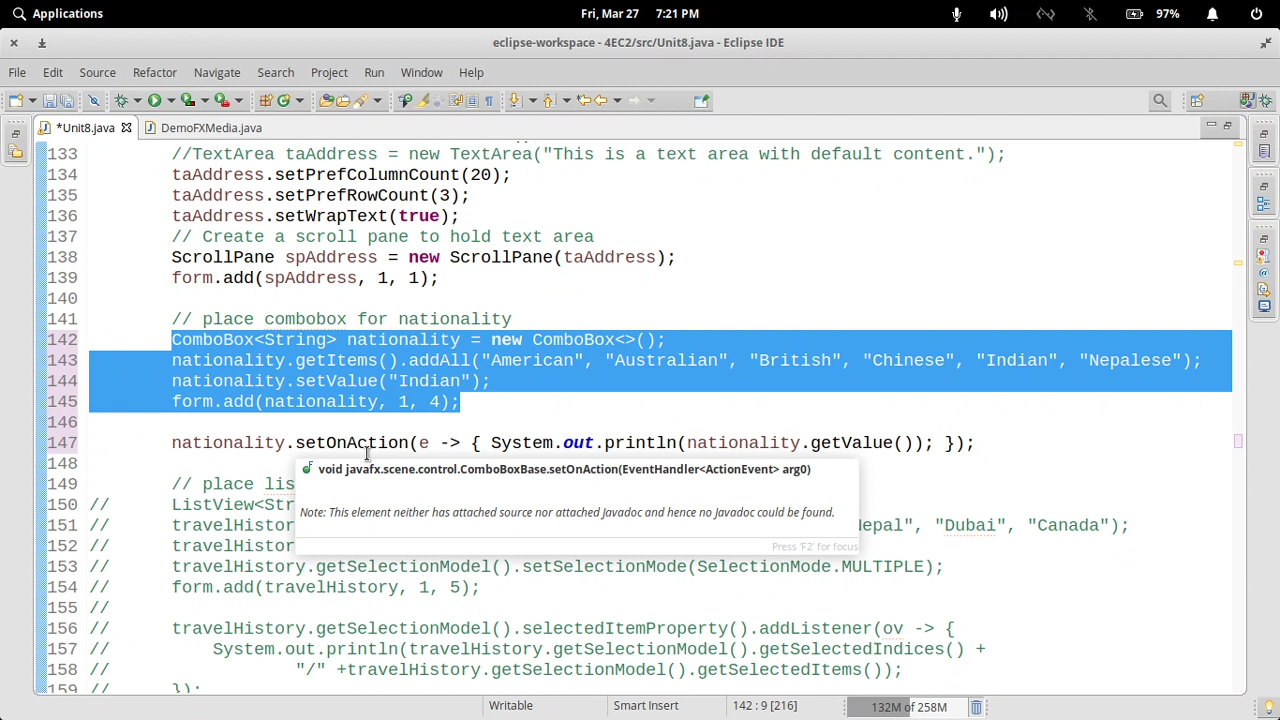 Applications
Fri, Mar 27 7:21 PM
97%
eclipse-workspace - 4EC2/src/Unit8.java - Eclipse IDE
File Edit Source Refactor Navigate Search Project Run Window Help
*Unit8.java DemoFXMedia.java
133 //TextArea taAddress = new TextArea("This is a text area with default content.");
134 taAddress.setPrefColumnCount(20);
135 taAddress.setPrefRowCount(3);
136 taAddress.setWrapText(true);
137 // Create a scroll pane to hold text area
138 ScrollPane spAddress = new ScrollPane(taAddress);
139 form.add(spAddress, 1, 1);
140
141 // place combobox for nationality
142 ComboBox<String> nationality = new ComboBox<>();
143 nationality.getItems().addAll("American", "Australian", "British", "Chinese", "Indian", "Nepalese");
144 nationality.setValue("Indian");
145 form.add(nationality, 1, 4);
146
147 nationality.setOnAction(e -> { System.out.println(nationality.getValue()); });
148
void javafx.scene.control.ComboBoxBase.setOnAction(EventHandler<ActionEvent> arg0)
149 // place lis
150 // ListView<Str
Note: This element neither has attached source nor attached Javadoc and hence no Javadoc could be found.
151 // travelHistor epal", "Dubai", "Canada");
152 // travelHistor
Press 'F2' for focus
153 // travelHistory.getSelectionModel().setSelectionMode(SelectionMode.MULTIPLE);
154 // form.add(travelHistory, 1, 5);
155 //
156 // travelHistory.getSelectionModel().selectedItemProperty().addListener(ov -> {
157 // System.out.println(travelHistory.getSelectionModel().getSelectedIndices() +
158 // "/" +travelHistory.getSelectionModel().getSelectedItems());
159 // });
Writable Smart Insert 142 : 9 [216] 132M of 258M